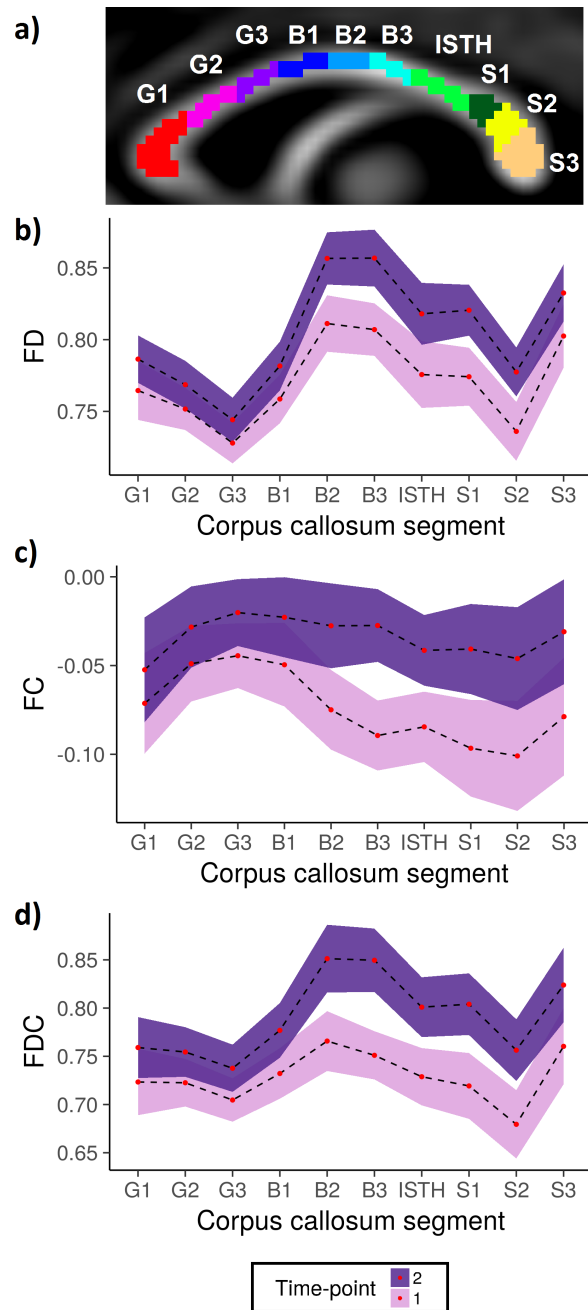 a)
G1 G2 G3 B1 B2 B3 ISTH S1 S2 S3
b)
FD
0.85
0.80
0.75
G1 G2 G3 B1 B2 B3 ISTH S1 S2 S3
Corpus callosum segment
c)
FC
0.00
-0.05
-0.10
G1 G2 G3 B1 B2 B3 ISTH S1 S2 S3
Corpus callosum segment
d)
FDC
0.85
0.80
0.75
0.70
0.65
G1 G2 G3 B1 B2 B3 ISTH S1 S2 S3
Corpus callosum segment
Time-point 2
1